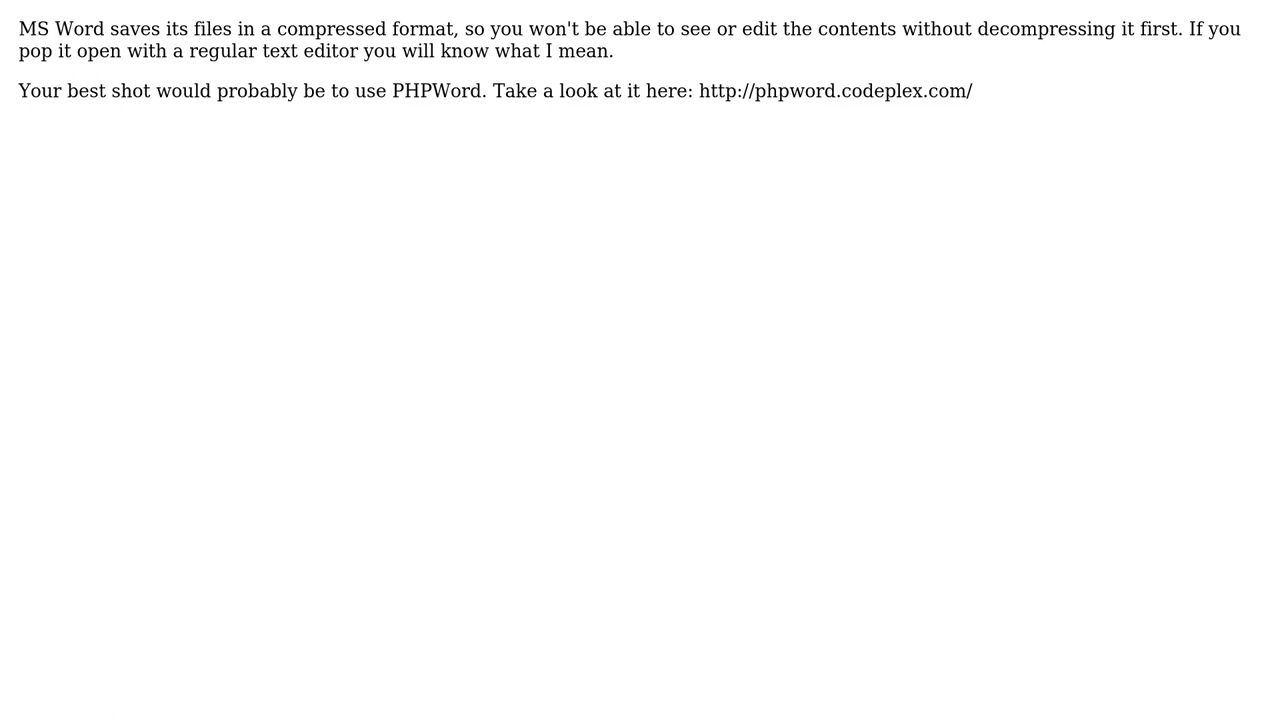 MS Word saves its files in a compressed format, so you won't be able to see or edit the contents without decompressing it first. If you
pop it open with a regular text editor you will know what I mean.
Your best shot would probably be to use PHPWord. Take a look at it here: http://phpword.codeplex.com/